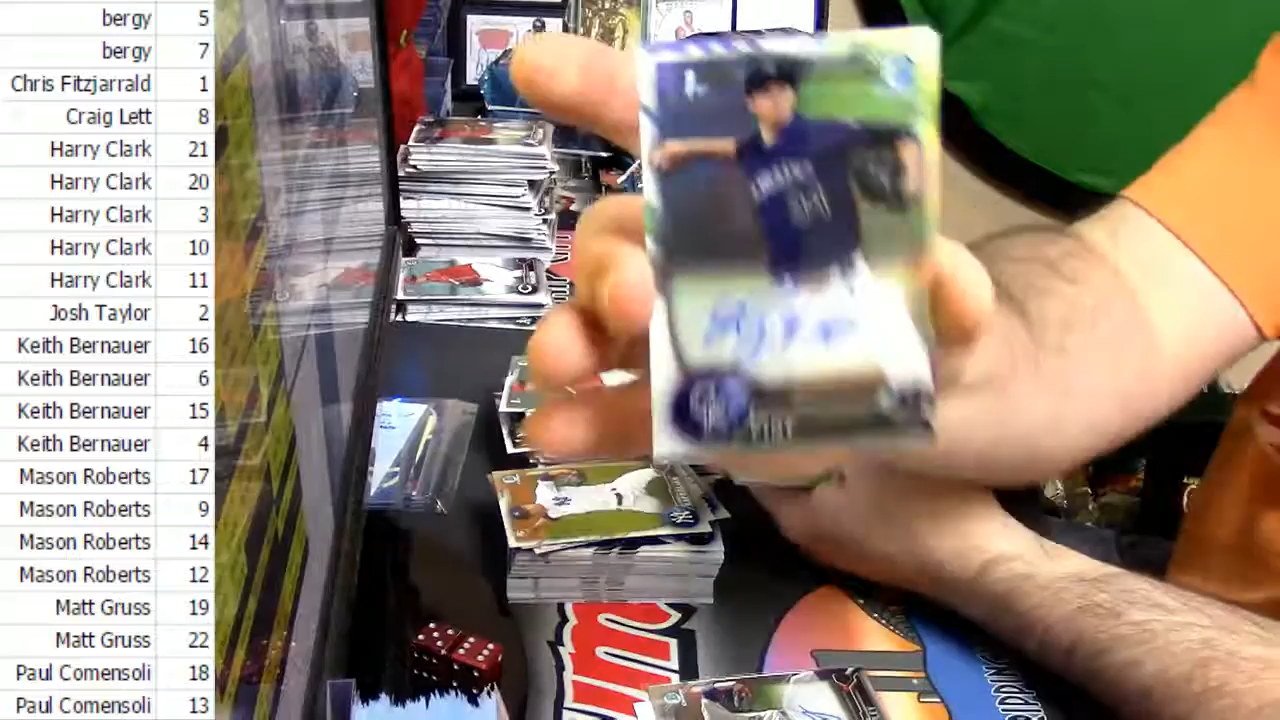 bergy 5
bergy 7
Chris Fitzjarrald 1
Craig Lett 8
Harry Clark 21
Harry Clark 20
Harry Clark 3
Harry Clark 10
Harry Clark 11
Josh Taylor 2
Keith Bernauer 16
Keith Bernauer 6
Keith Bernauer 15
Keith Bernauer 4
Mason Roberts 17
Mason Roberts 9
Mason Roberts 14
Mason Roberts 12
Matt Gruss 19
Matt Gruss 22
Paul Comensoli 18
Paul Comensoli 13